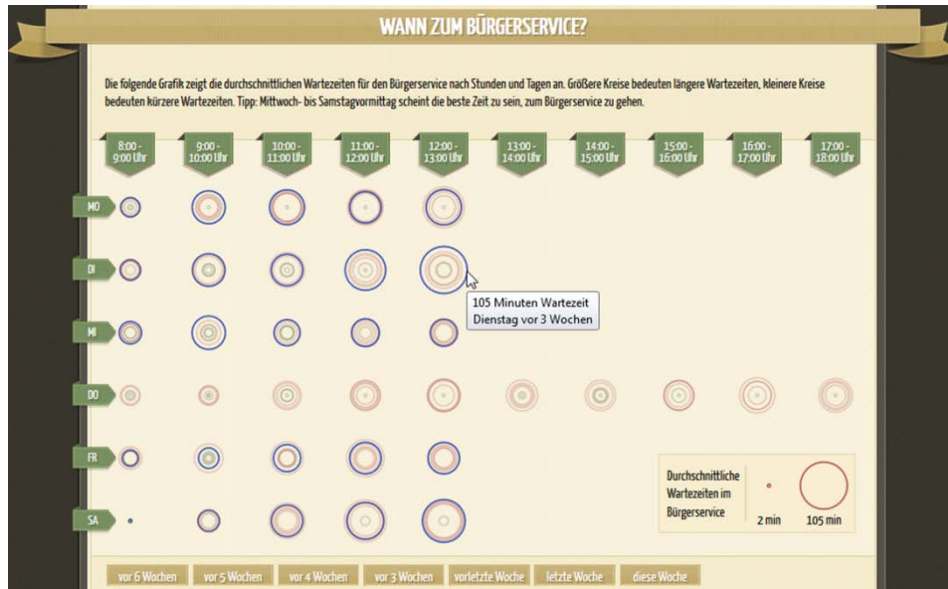 WANN ZUM BÜRGERSERVICE?
Die folgende Grafik zeigt die durchschnittlichen Wartezeiten für den Bürgerservice nach Stunden und Tagen an. Größere Kreise bedeuten längere Wartezeiten, kleinere Kreise
bedeuten kürzere Wartezeiten. Tipp: Mittwoch- bis Samstagvormittag scheint die beste Zeit zu sein, zum Bürgerservice zu gehen.
8:00 - 9:00 - 10:00 - 11:00 - 12:00 - 13:00 - 14:00 - 15:00 - 16:00 - 17:00 -
9:00 Uhr 10:00 Uhr 11:00 Uhr 12:00 Uhr 13:00 Uhr 14:00 Uhr 15:00 Uhr 16:00 Uhr 17:00 Uhr 18:00 Uhr
MO
DI
105 Minuten Wartezeit
Dienstag vor 3 Wochen
MI
DO
FR
Durchschnittliche
Wartezeiten im
Bürgerservice
2 min 105 min
SA
vor 6 Wochen vor 5 Wochen vor 4 Wochen vor 3 Wochen vorletzte Woche letzte Woche diese Woche